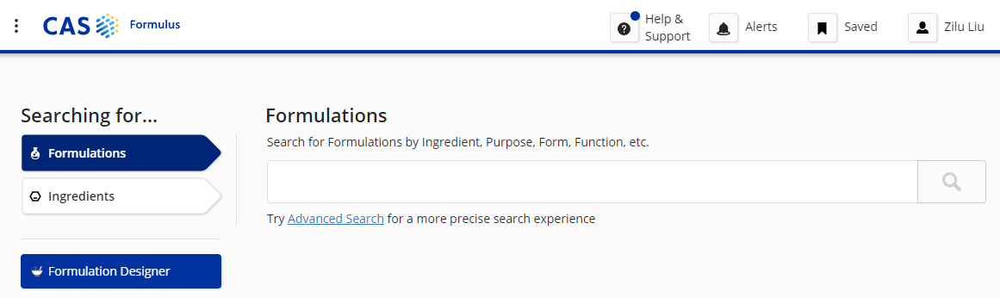 CAS Formulus
Help &
Support
Alerts
Saved
Zilu Liu
Searching for...
Formulations
Ingredients
Formulation Designer
Formulations
Search for Formulations by Ingredient, Purpose, Form, Function, etc.
Try Advanced Search for a more precise search experience